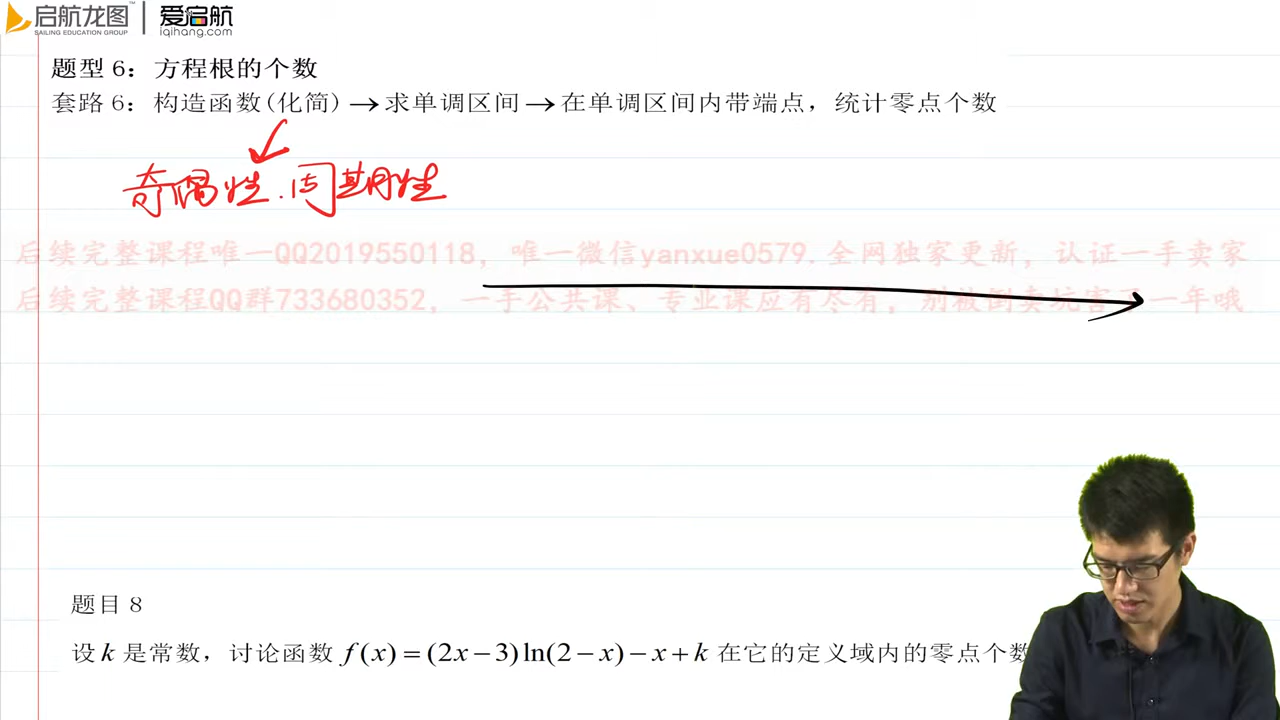 启航龙图
SAILING EDUCATION GROUP
爱启航
iqihang.com
题型 6：方程根的个数
套路 6：构造函数(化简) → 求单调区间 → 在单调区间内带端点，统计零点个数
奇偶性.周期性
后续完整课程唯一QQ2019550118，唯一微信yanxue0579.全网独家更新，认证一手卖家
后续完整课程QQ群733680352，一手公共课、专业课应有尽有，别被倒卖坑害了一年哦
题目 8
设 k 是常数，讨论函数 f(x)=(2x−3)ln(2−x)−x+k 在它的定义域内的零点个数